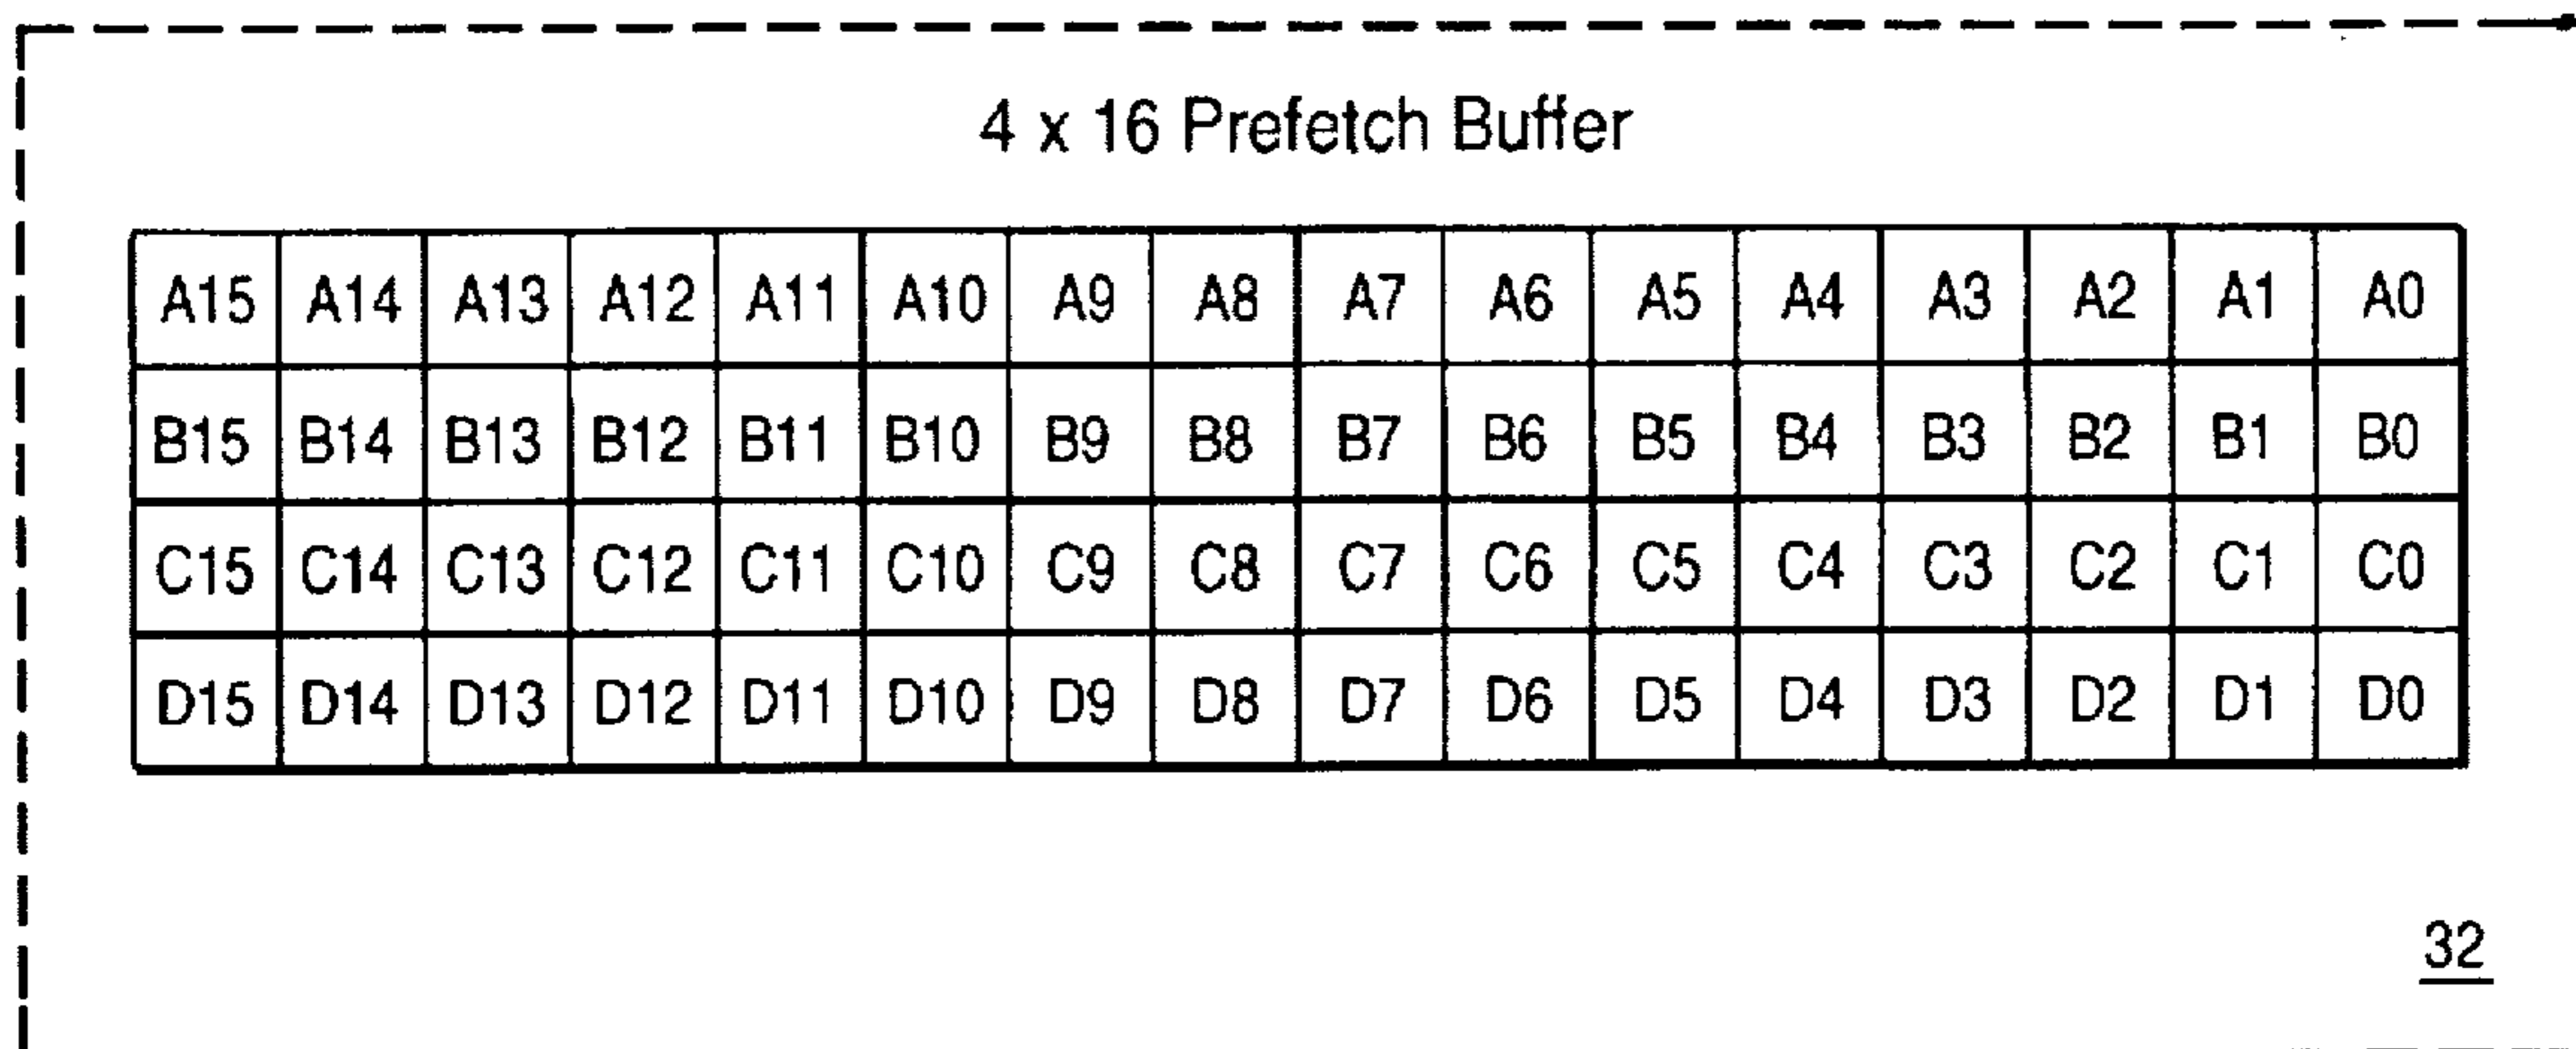 4 x 16 Prefetch Buffer
A15 A14 A13 A12 A11 A10 A9 A8 A7 A6 A5 A4 A3 A2 A1 A0
B15 B14 B13 B12 B11 B10 B9 B8 B7 B6 B5 B4 B3 B2 B1 B0
C15 C14 C13 C12 C11 C10 C9 C8 C7 C6 C5 C4 C3 C2 C1 C0
D15 D14 D13 D12 D11 D10 D9 D8 D7 D6 D5 D4 D3 D2 D1 D0
32